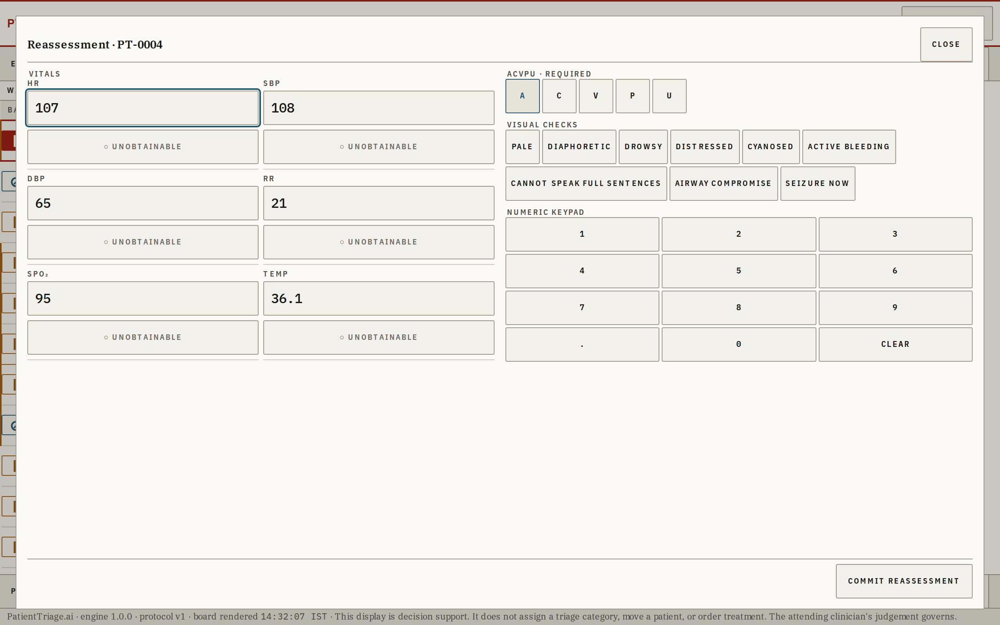 Reassessment · PT-0004
CLOSE
VITALS
HR
SBP
107
108
○ UNOBTAINABLE
○ UNOBTAINABLE
DBP
RR
65
21
○ UNOBTAINABLE
○ UNOBTAINABLE
SPO₂
TEMP
95
36.1
○ UNOBTAINABLE
○ UNOBTAINABLE
ACVPU · REQUIRED
A C V P U
VISUAL CHECKS
PALE DIAPHORETIC DROWSY DISTRESSED CYANOSED ACTIVE BLEEDING
CANNOT SPEAK FULL SENTENCES AIRWAY COMPROMISE SEIZURE NOW
NUMERIC KEYPAD
1 2 3
4 5 6
7 8 9
. 0 CLEAR
COMMIT REASSESSMENT
PatientTriage.ai · engine 1.0.0 · protocol v1 · board rendered 14:32:07 IST · This display is decision support. It does not assign a triage category, move a patient, or order treatment. The attending clinician's judgement governs.